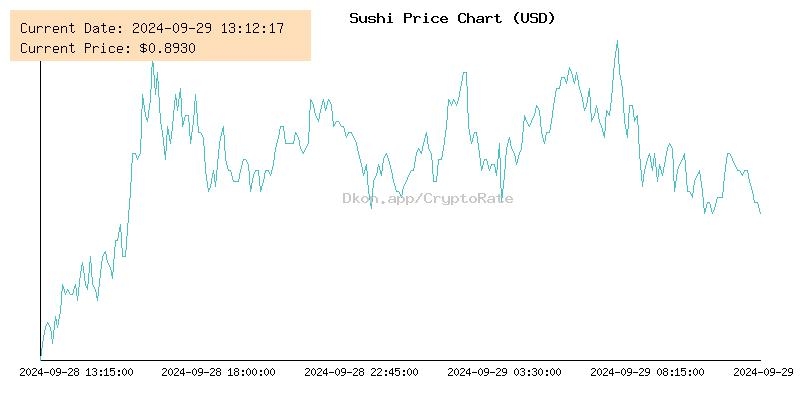 Sushi Price Chart (USD)
Current Date: 2024-09-29 13:12:17
Current Price: $0.8930
Dkon.app/CryptoRate
2024-09-28 13:15:00 2024-09-28 18:00:00 2024-09-28 22:45:00 2024-09-29 03:30:00 2024-09-29 08:15:00 2024-09-29